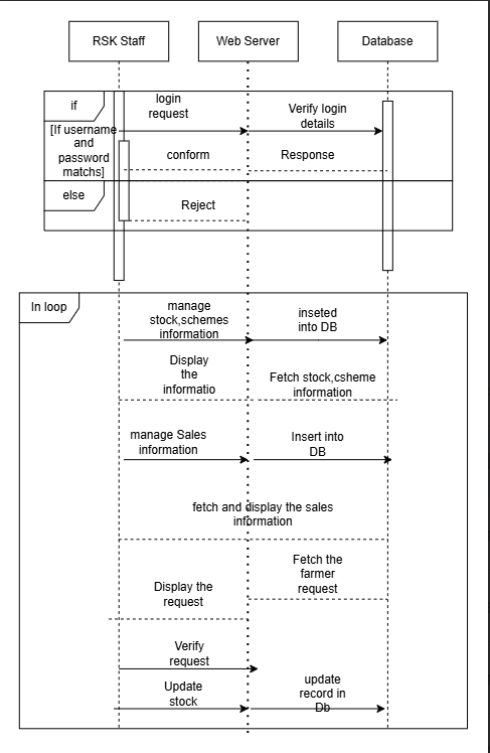 RSK Staff
Web Server
Database
if
login
request
Verify login
details
[If username
and
password
matchs]
conform
Response
else
Reject
In loop
manage
stock,schemes
information
inseted
into DB
Display
the
informatio
Fetch stock,csheme
information
manage Sales
information
Insert into
DB
fetch and display the sales
information
Fetch the
farmer
request
Display the
request
Verify
request
Update
stock
update
record in
Db